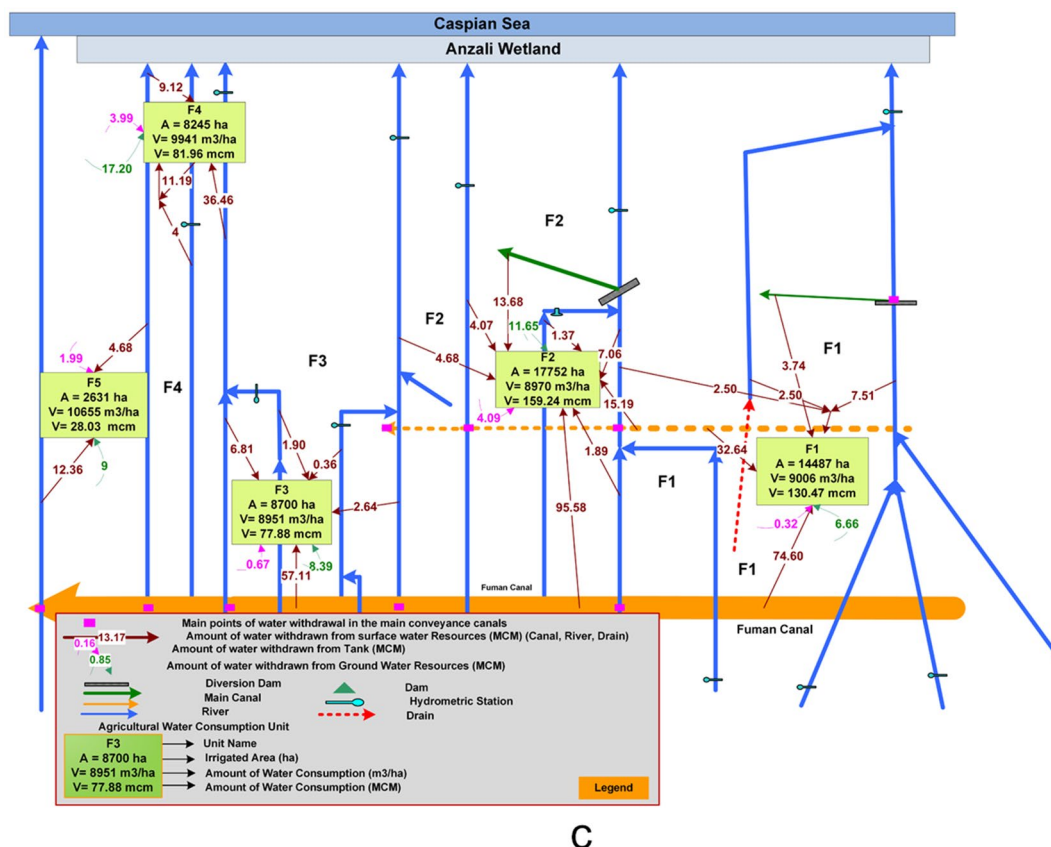 Caspian Sea
Anzali Wetland
9.12
3.99
F4
A = 8245 ha
V= 9941 m3/ha
V= 81.96 mcm
17.20
11.19
36.46
4
F4
F2
F2
13.68
4.07
11.65
1.37
F2
A = 17752 ha
V= 8970 m3/ha
V= 159.24 mcm
7.06
4.68
4.09
15.19
1.89
95.58
F3
4.68
1.99
F5
A = 2631 ha
V= 10655 m3/ha
V= 28.03 mcm
12.36
9
6.81
1.90
0.36
F3
A = 8700 ha
V= 8951 m3/ha
V= 77.88 mcm
2.64
0.67
8.39
57.11
F1
3.74
2.50
2.50
7.51
32.64
F1
A = 14487 ha
V= 9006 m3/ha
V= 130.47 mcm
0.32
6.66
74.60
F1
F1
Fuman Canal
Fuman Canal
Main points of water withdrawal in the main conveyance canals
13.17
Amount of water withdrawn from surface water Resources (MCM) (Canal, River, Drain)
0.16
Amount of water withdrawn from Tank (MCM)
0.85
Amount of water withdrawn from Ground Water Resources (MCM)
Diversion Dam
Main Canal
River
Dam
Hydrometric Station
Drain
Agricultural Water Consumption Unit
F3
A = 8700 ha
V= 8951 m3/ha
V= 77.88 mcm
Unit Name
Irrigated Area (ha)
Amount of Water Consumption (m3/ha)
Amount of Water Consumption (MCM)
Legend
C